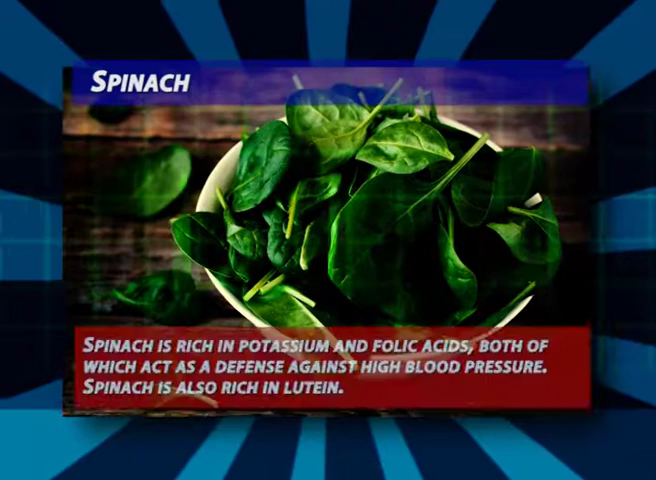 SPINACH
SPINACH IS RICH IN POTASSIUM AND FOLIC ACIDS, BOTH OF
WHICH ACT AS A DEFENSE AGAINST HIGH BLOOD PRESSURE.
SPINACH IS ALSO RICH IN LUTEIN.